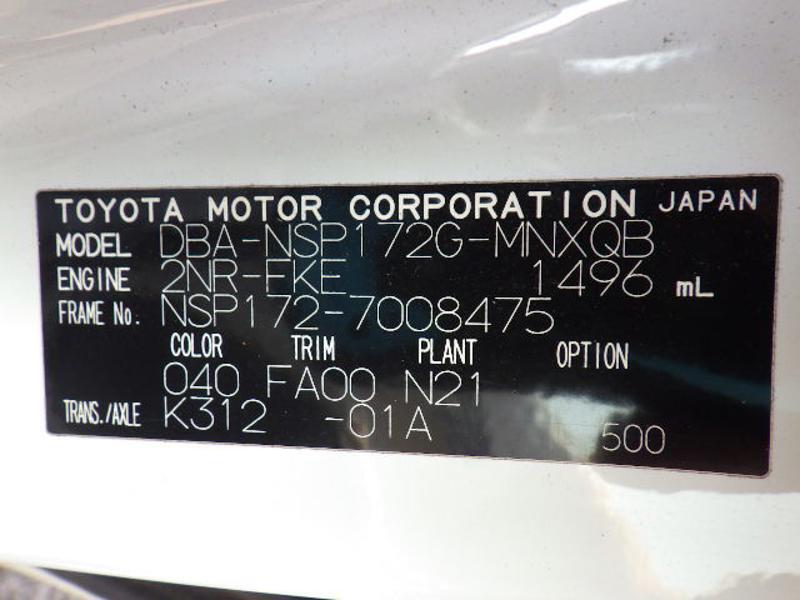 TOYOTA MOTOR CORPORATION JAPAN
MODEL DBA-NSP172G-MNXQB
ENGINE 2NR-FKE 1496 mL
FRAME No. NSP172-7008475
COLOR TRIM PLANT OPTION
040 FA00 N21
TRANS./AXLE K312 -01A 500